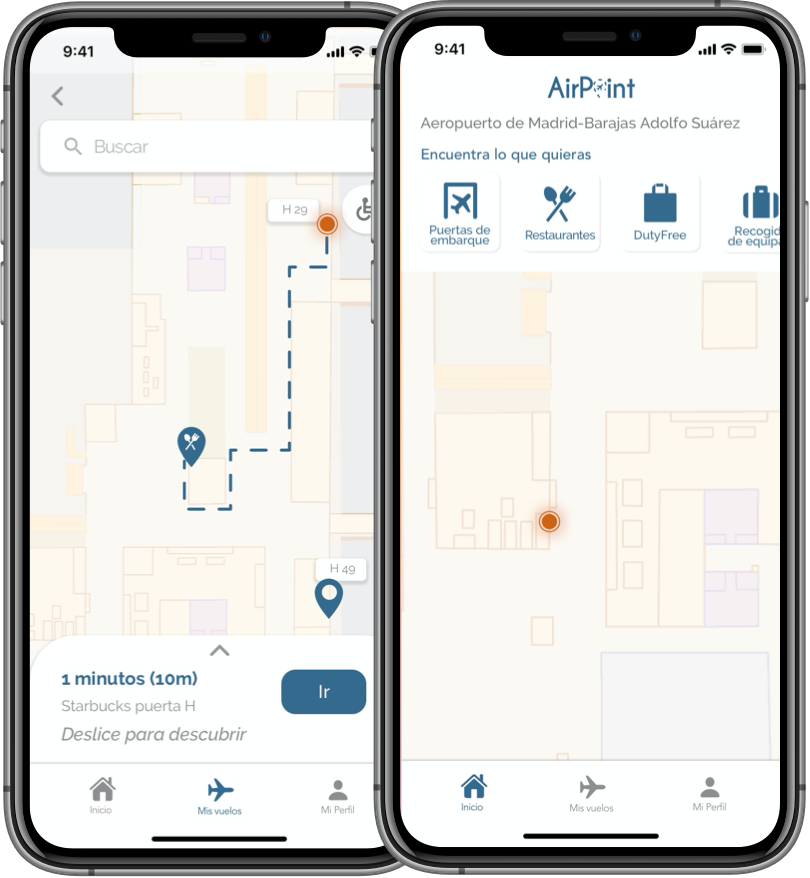 9:41
Buscar
H 29
H 49
1 minutos (10m)
Starbucks puerta H
Ir
Deslice para descubrir
Inicio
Mis vuelos
Mi Perfil
9:41
AirPoint
Aeropuerto de Madrid-Barajas Adolfo Suárez
Encuentra lo que quieras
Puertas de
embarque
Restaurantes
DutyFree
Recogid
de equip
Inicio
Mis vuelos
Mi Perfil